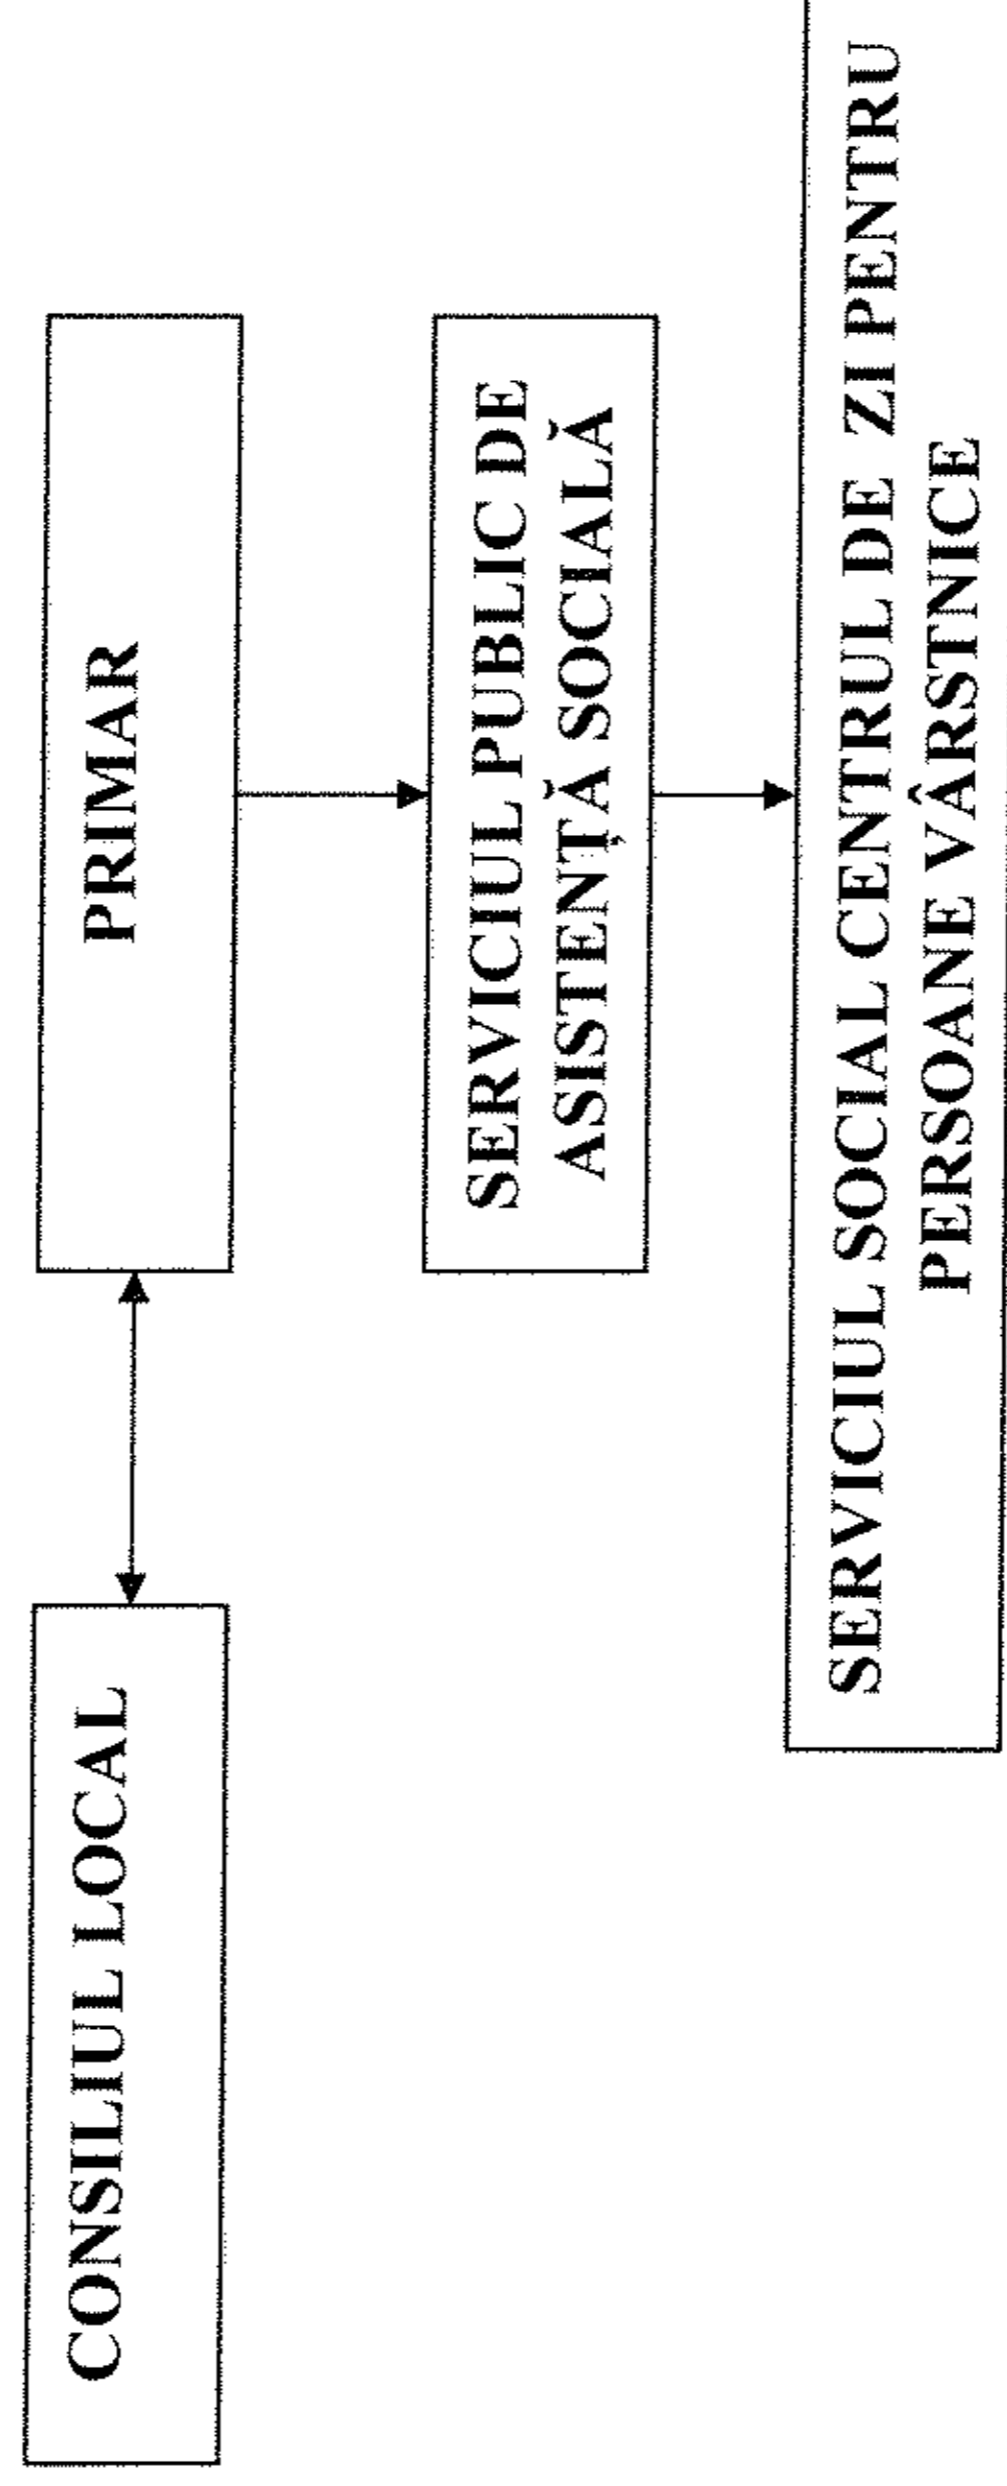 CONSILIUL LOCAL
PRIMAR
SERVICIUL PUBLIC DE
ASISTENȚĂ SOCIALĂ
SERVICIUL SOCIAL CENTRUL DE ZI PENTRU
PERSOANE VÂRSTNICE